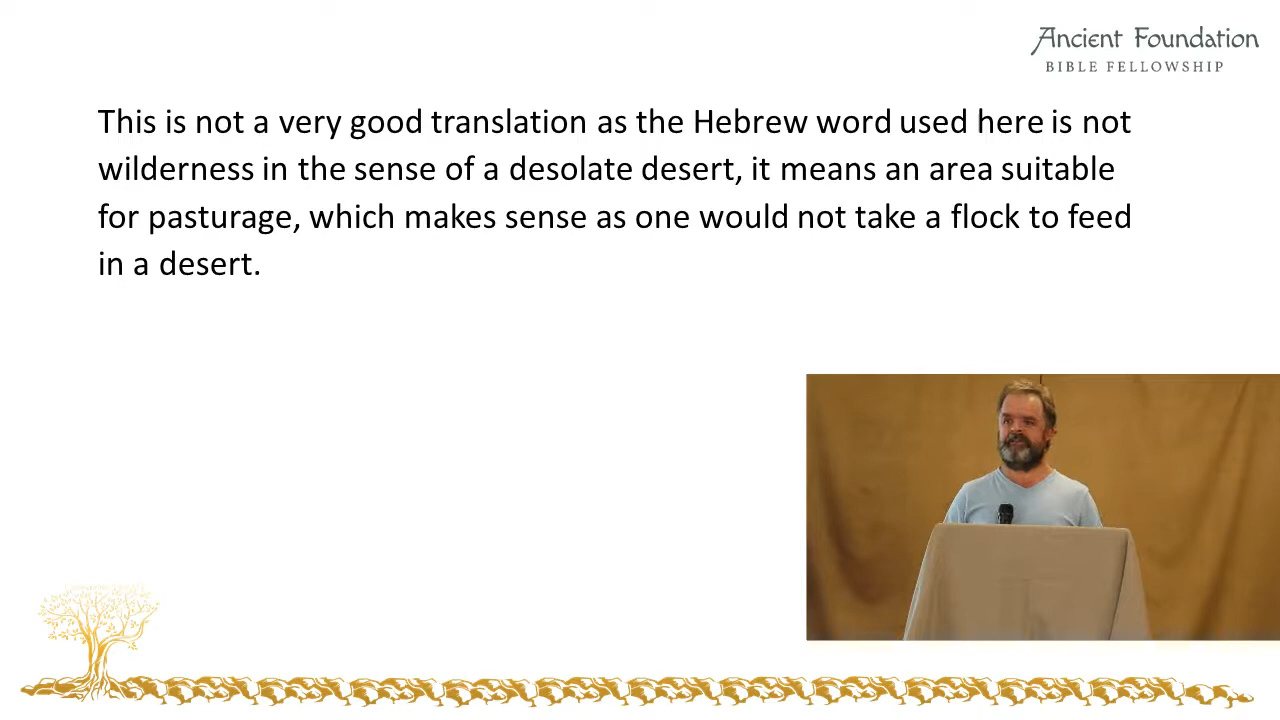 Ancient Foundation
BIBLE FELLOWSHIP
This is not a very good translation as the Hebrew word used here is not
wilderness in the sense of a desolate desert, it means an area suitable
for pasturage, which makes sense as one would not take a flock to feed
in a desert.